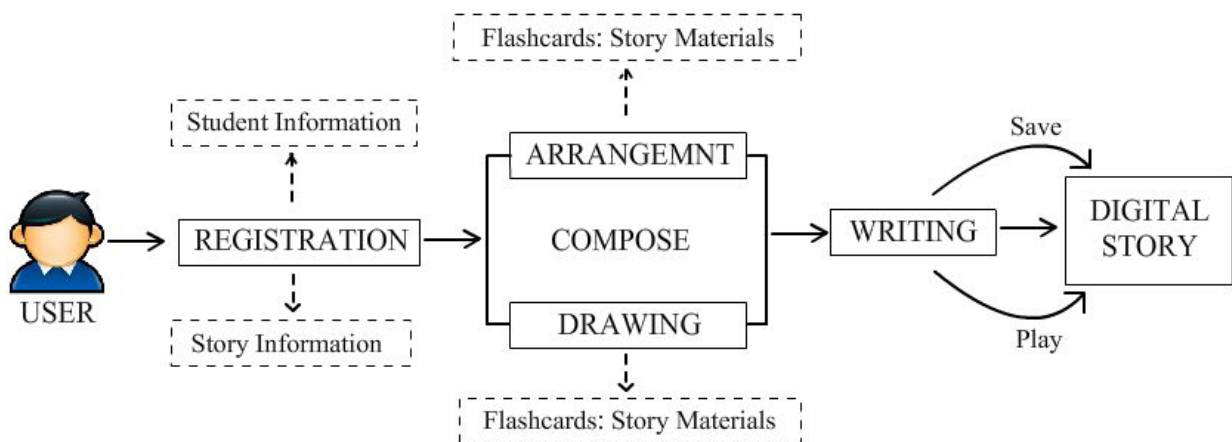 Flashcards: Story Materials
Student Information
Save
ARRANGEMNT
REGISTRATION
COMPOSE
WRITING
DIGITAL
STORY
USER
Story Information
DRAWING
Play
Flashcards: Story Materials